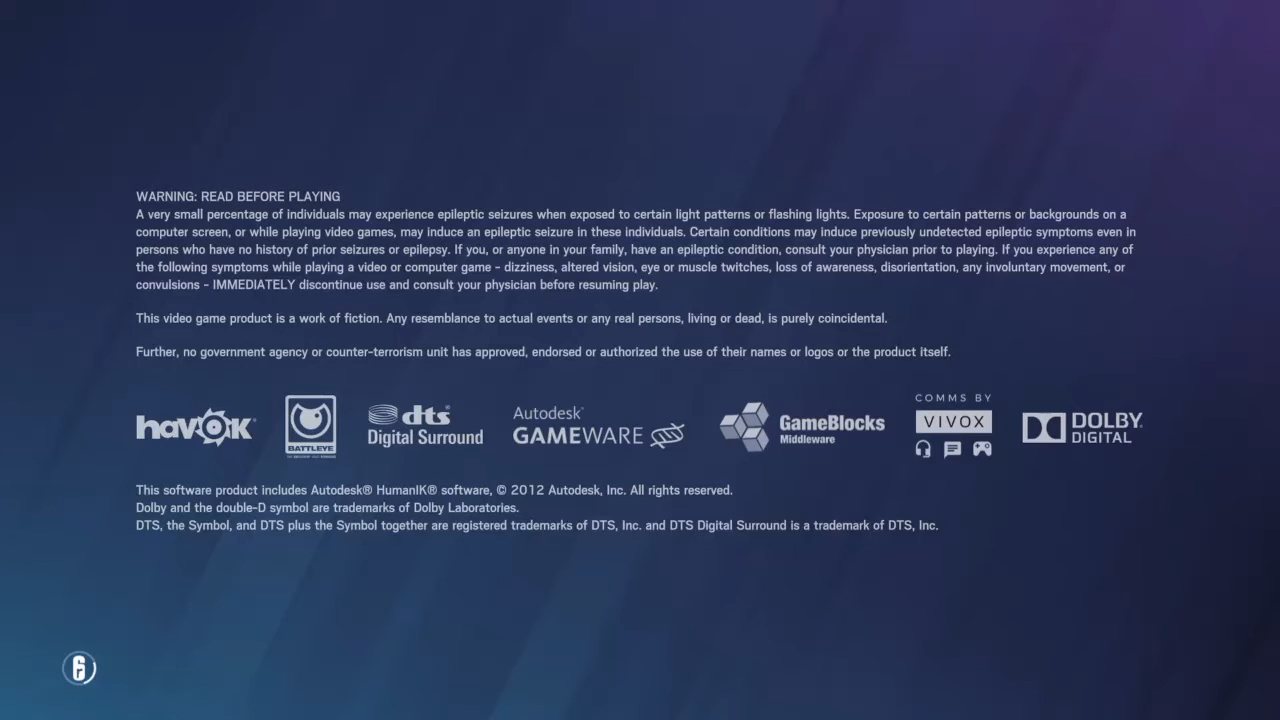 WARNING: READ BEFORE PLAYING
A very small percentage of individuals may experience epileptic seizures when exposed to certain light patterns or flashing lights. Exposure to certain patterns or backgrounds on a
computer screen, or while playing video games, may induce an epileptic seizure in these individuals. Certain conditions may induce previously undetected epileptic symptoms even in
persons who have no history of prior seizures or epilepsy. If you, or anyone in your family, have an epileptic condition, consult your physician prior to playing. If you experience any of
the following symptoms while playing a video or computer game - dizziness, altered vision, eye or muscle twitches, loss of awareness, disorientation, any involuntary movement, or
convulsions - IMMEDIATELY discontinue use and consult your physician before resuming play.
This video game product is a work of fiction. Any resemblance to actual events or any real persons, living or dead, is purely coincidental.
Further, no government agency or counter-terrorism unit has approved, endorsed or authorized the use of their names or logos or the product itself.
havok
BATTLEYE
dts
Digital Surround
Autodesk
GAMEWARE
GameBlocks
Middleware
COMMS BY
VIVOX
DOLBY
DIGITAL
This software product includes Autodesk® HumanIK® software, © 2012 Autodesk, Inc. All rights reserved.
Dolby and the double-D symbol are trademarks of Dolby Laboratories.
DTS, the Symbol, and DTS plus the Symbol together are registered trademarks of DTS, Inc. and DTS Digital Surround is a trademark of DTS, Inc.
6